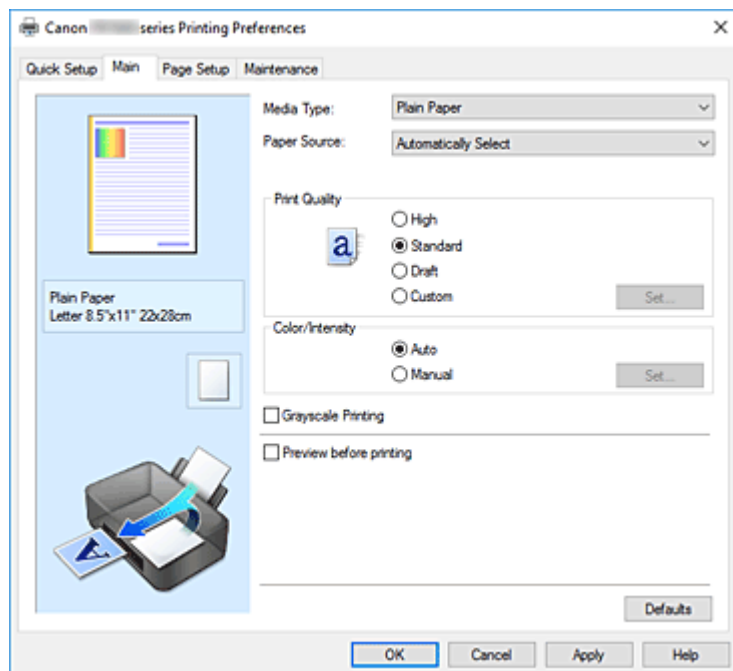 Canon series Printing Preferences
Quick Setup Main Page Setup Maintenance
Media Type: Plain Paper
Paper Source: Automatically Select
Print Quality
High
a
Standard
Draft
Custom Set...
Plain Paper
Letter 8.5"x11" 22x28cm
Color/Intensity
Auto
Manual Set...
Grayscale Printing
Preview before printing
A
Defaults
OK Cancel Apply Help